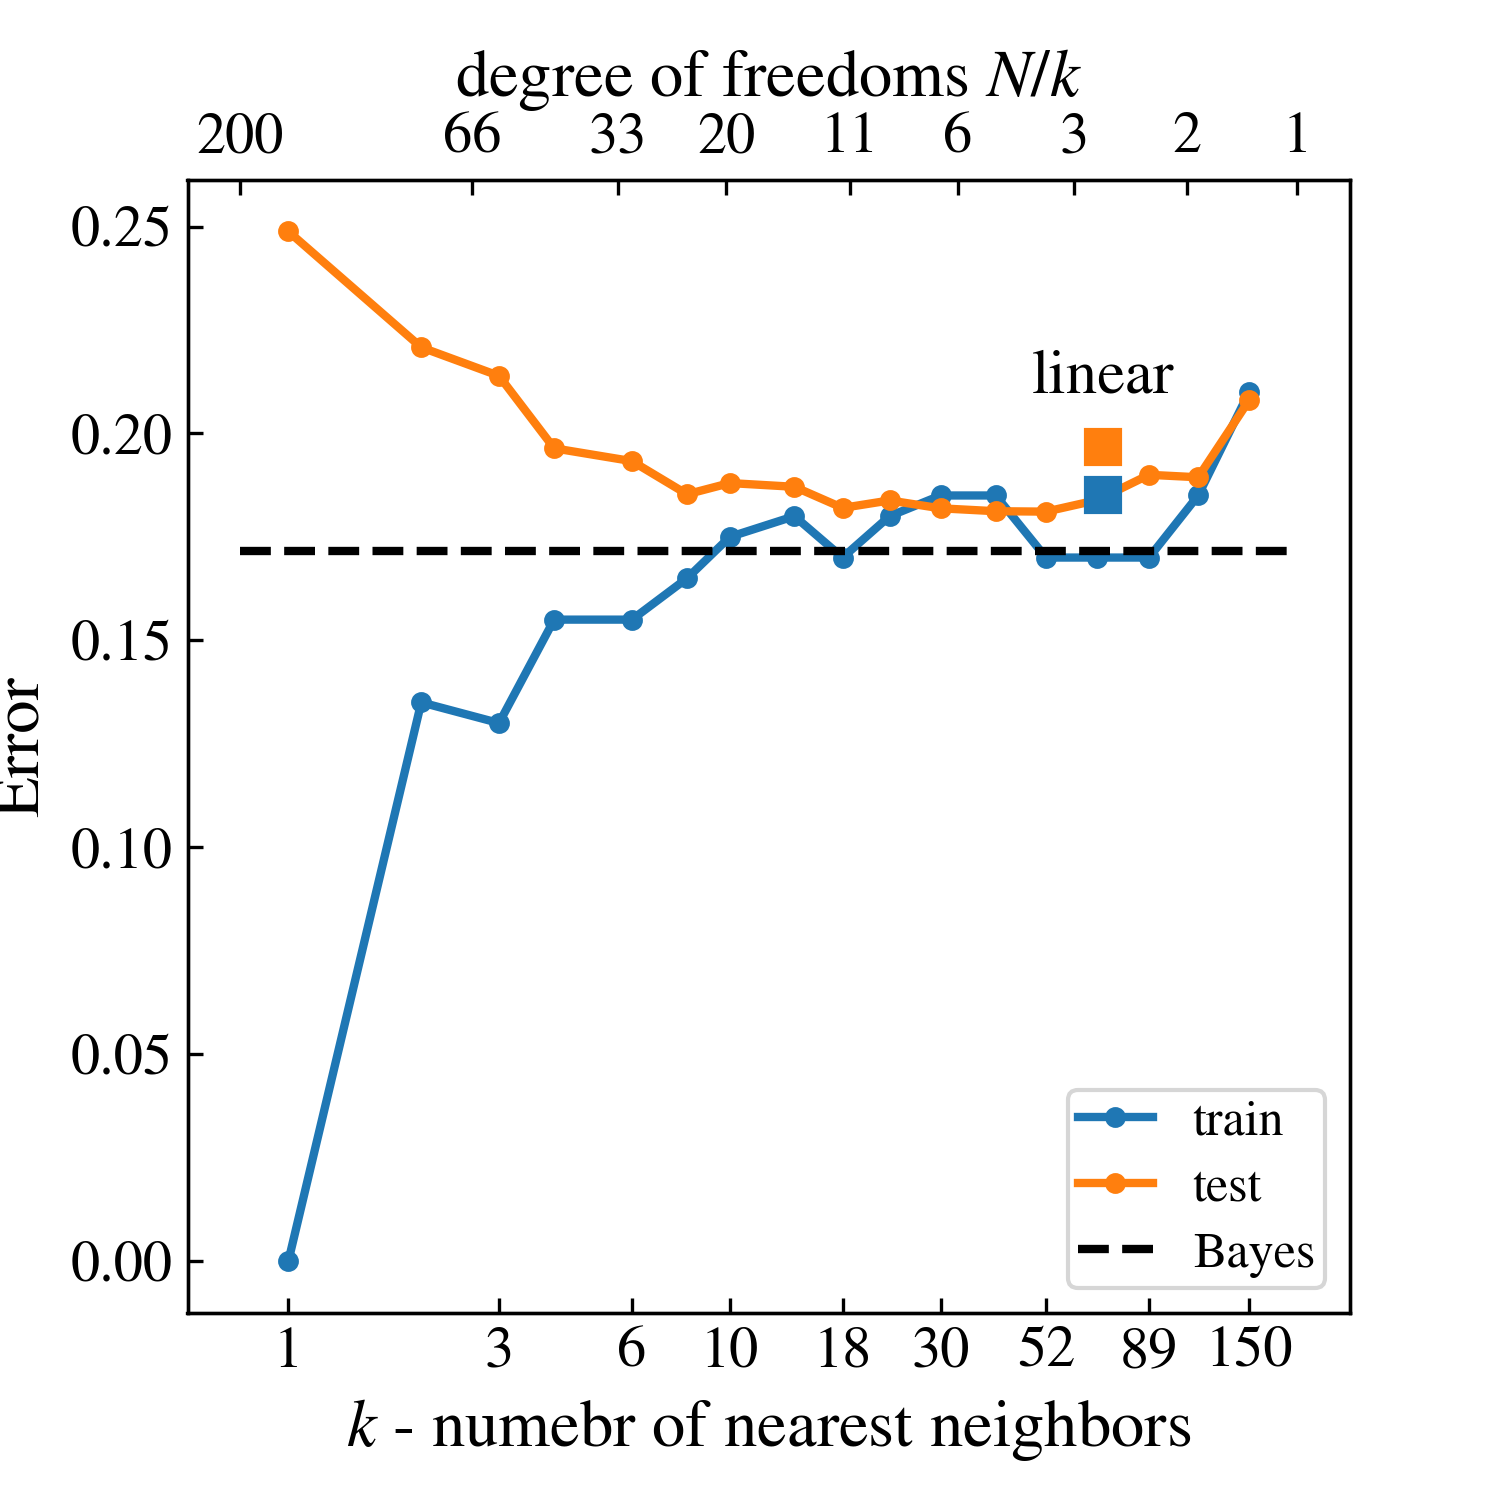 degree of freedoms N/k
200 66 33 20 11 6 3 2 1
0.25
0.20
0.15
0.10
0.05
0.00
Error
linear
train
test
Bayes
1 3 6 10 18 30 52 89 150
k - numebr of nearest neighbors